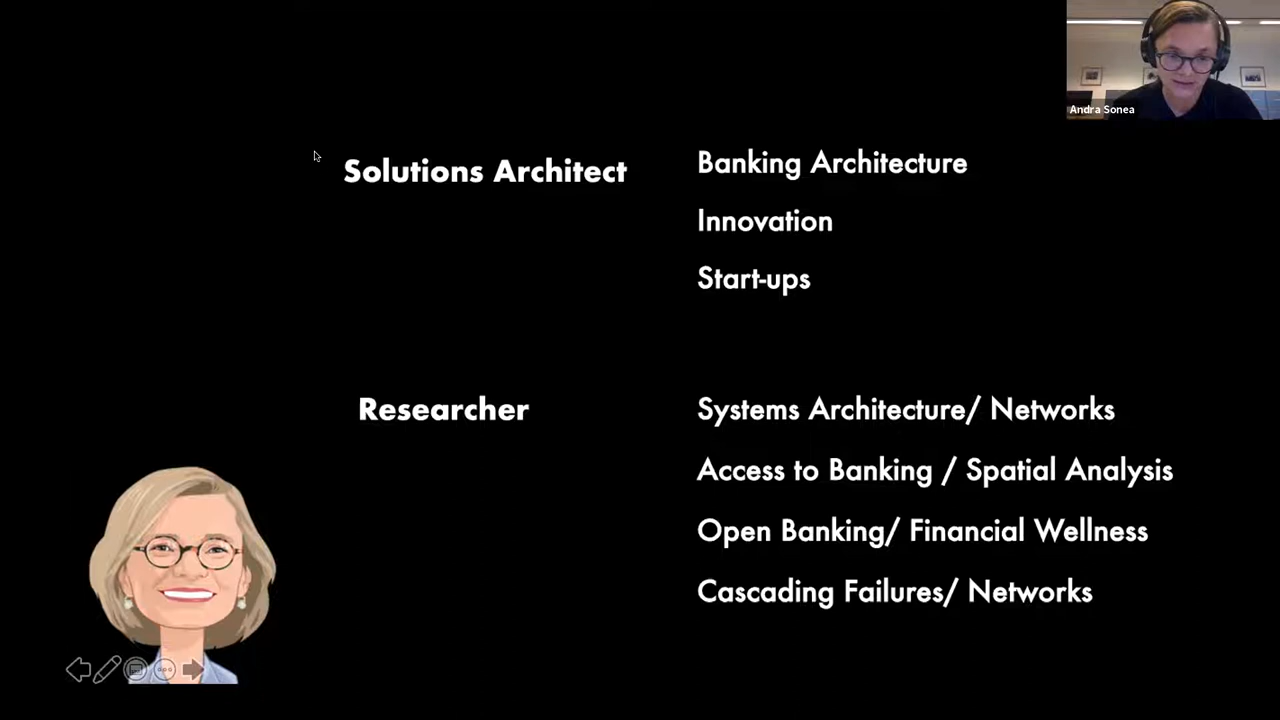 Andra Sonea
Solutions Architect
Banking Architecture
Innovation
Start-ups
Researcher
Systems Architecture/ Networks
Access to Banking / Spatial Analysis
Open Banking/ Financial Wellness
Cascading Failures/ Networks